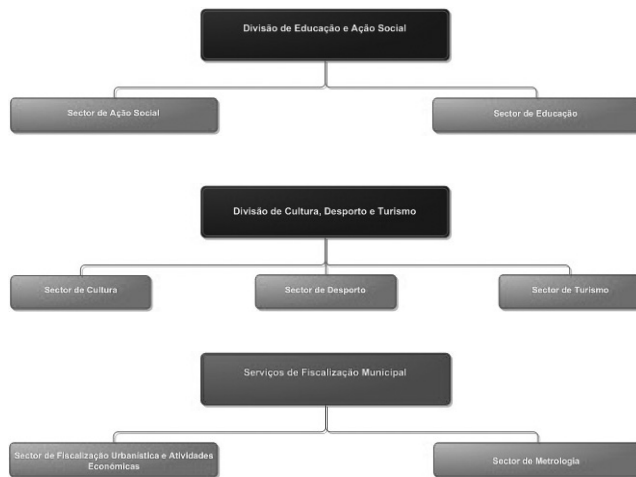 Divisão de Educação e Ação Social
Sector de Ação Social
Sector de Educação
Divisão de Cultura, Desporto e Turismo
Sector de Cultura
Sector de Desporto
Sector de Turismo
Serviços de Fiscalização Municipal
Sector de Fiscalização Urbanística e Atividades
Económicas
Sector de Metrologia